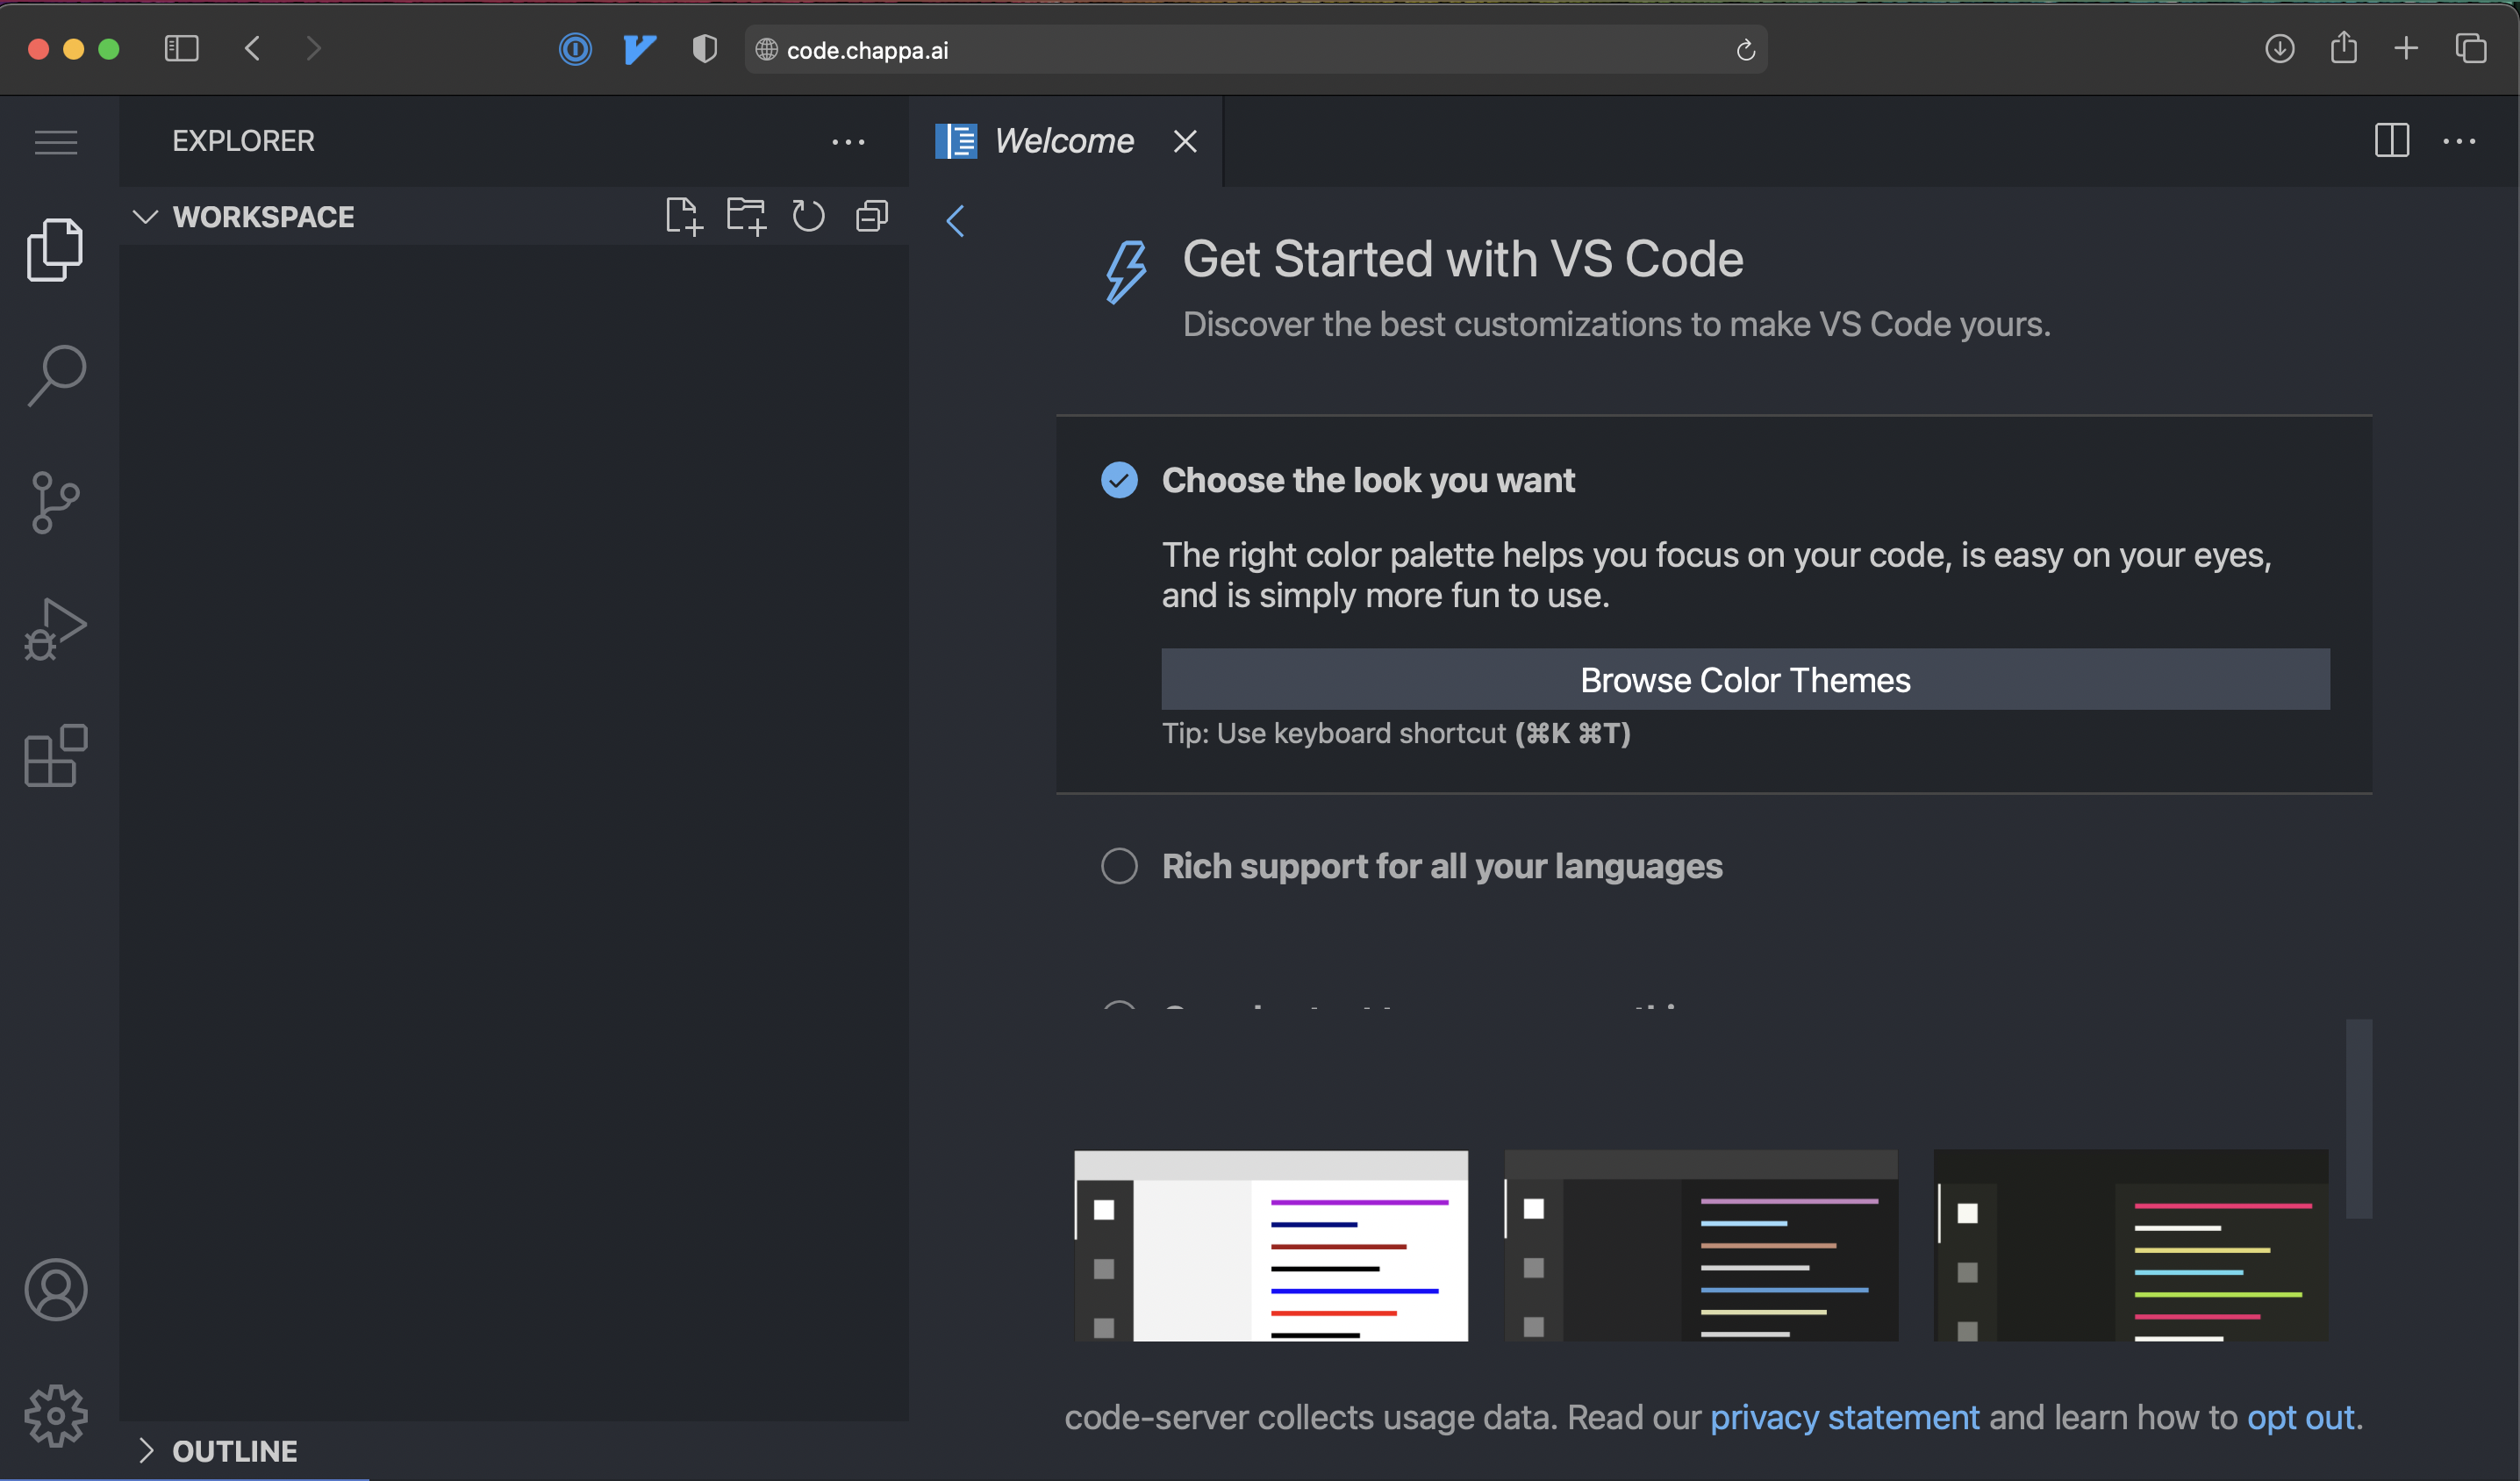 code.chappa.ai
EXPLORER
Welcome
WORKSPACE
Get Started with VS Code
Discover the best customizations to make VS Code yours.
Choose the look you want
The right color palette helps you focus on your code, is easy on your eyes,
and is simply more fun to use.
Browse Color Themes
Tip: Use keyboard shortcut (⌘K ⌘T)
Rich support for all your languages
code-server collects usage data. Read our privacy statement and learn how to opt out.
OUTLINE